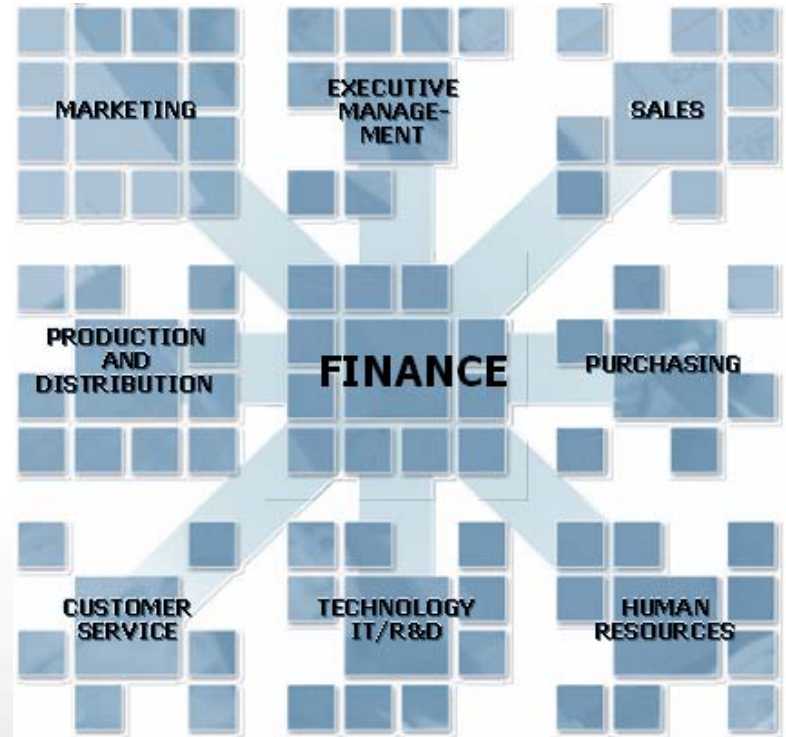 MARKETING
EXECUTIVE
MANAGE-
MENT
SALES
PRODUCTION
AND
DISTRIBUTION
FINANCE
PURCHASING
CUSTOMER
SERVICE
TECHNOLOGY
IT/R&D
HUMAN
RESOURCES